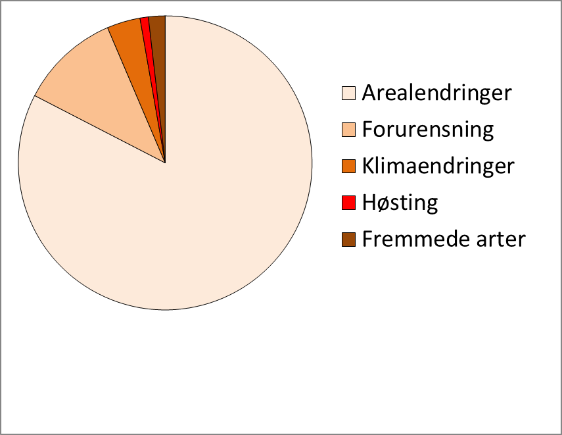 Arealendringer
Forurensning
Klimaendringer
Høsting
Fremmede arter